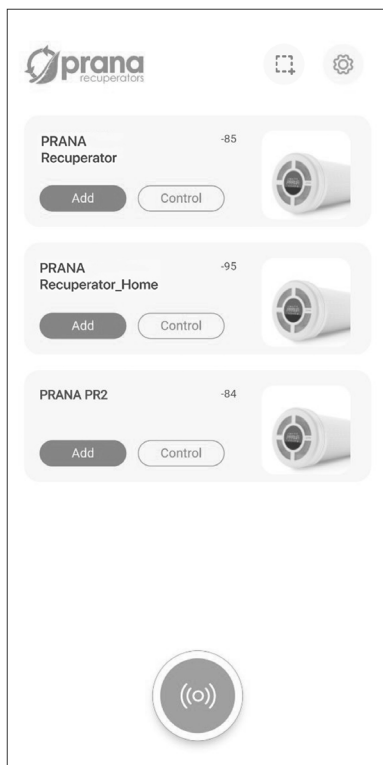 prana
recuperators
PRANA
Recuperator
-85
Add
Control
PRANA
Recuperator_Home
-95
Add
Control
PRANA PR2
-84
Add
Control